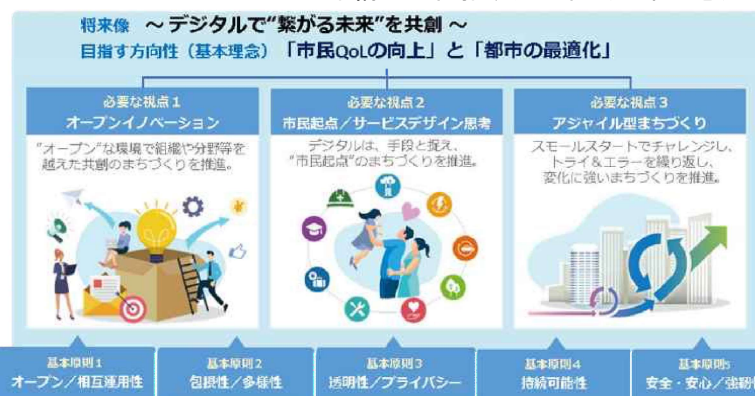 将来像 ～ デジタルで“繋がる未来”を共創 ～
目指す方向性（基本理念）「市民QoLの向上」と「都市の最適化」
必要な視点１
オープンイノベーション
“オープン”な環境で組織や分野等を
越えた共創のまちづくりを推進。
必要な視点２
市民起点／サービスデザイン思考
デジタルは、手段と捉え、
“市民起点”のまちづくりを推進。
必要な視点３
アジャイル型まちづくり
スモールスタートでチャレンジし、
トライ＆エラーを繰り返し、
変化に強いまちづくりを推進。
基本原則1
オープン／相互運用性
基本原則2
包摂性／多様性
基本原則3
透明性／プライバシー
基本原則4
持続可能性
基本原則5
安全・安心／強靭性